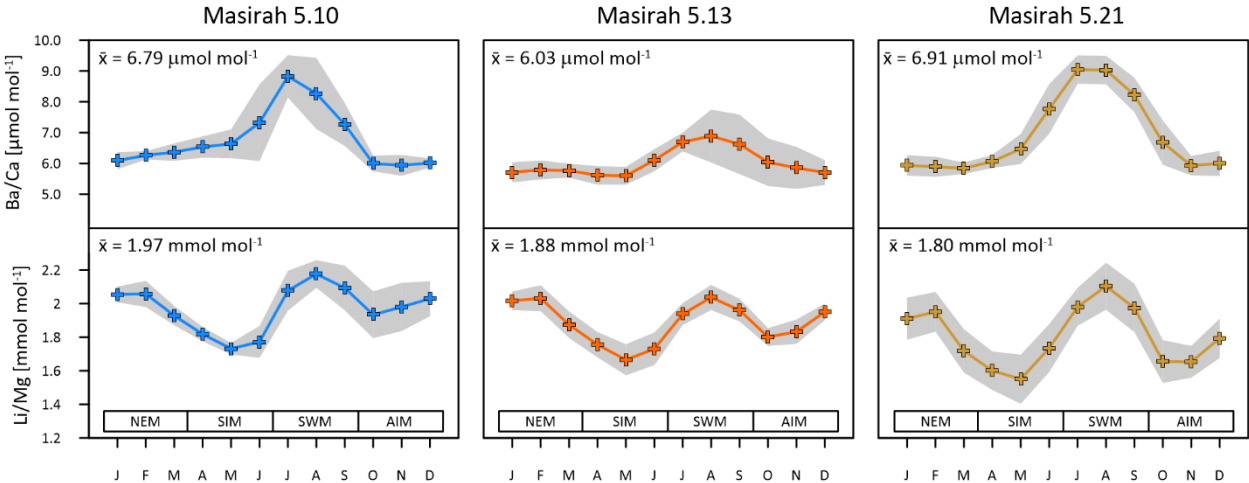 Masirah 5.10 Masirah 5.13 Masirah 5.21
Ba/Ca [µmol mol⁻¹]
10.0
9.0
8.0
7.0
6.0
5.0
x̄ = 6.79 µmol mol⁻¹
x̄ = 6.03 µmol mol⁻¹
x̄ = 6.91 µmol mol⁻¹
Li/Mg [mmol mol⁻¹]
2.2
2
1.8
1.6
1.4
1.2
x̄ = 1.97 mmol mol⁻¹
x̄ = 1.88 mmol mol⁻¹
x̄ = 1.80 mmol mol⁻¹
NEM SIM SWM AIM
NEM SIM SWM AIM
NEM SIM SWM AIM
J F M A M J J A S O N D
J F M A M J J A S O N D
J F M A M J J A S O N D